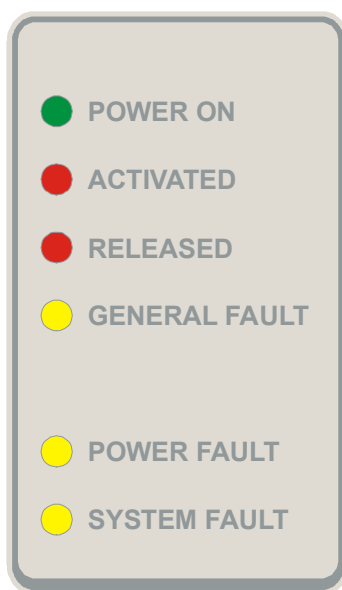 POWER ON
ACTIVATED
RELEASED
GENERAL FAULT
POWER FAULT
SYSTEM FAULT